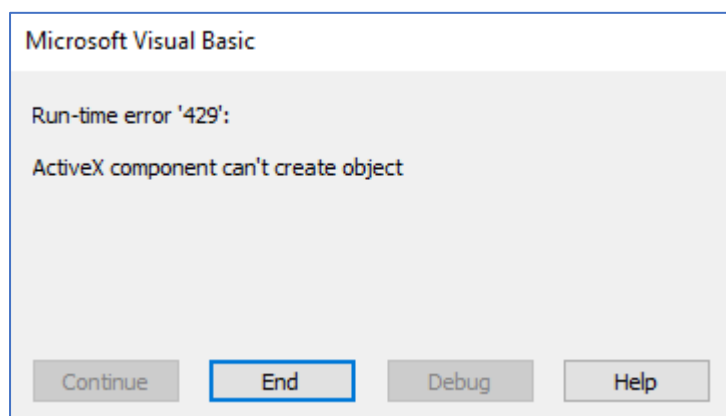 Microsoft Visual Basic
Run-time error '429':
ActiveX component can't create object
Continue
End
Debug
Help